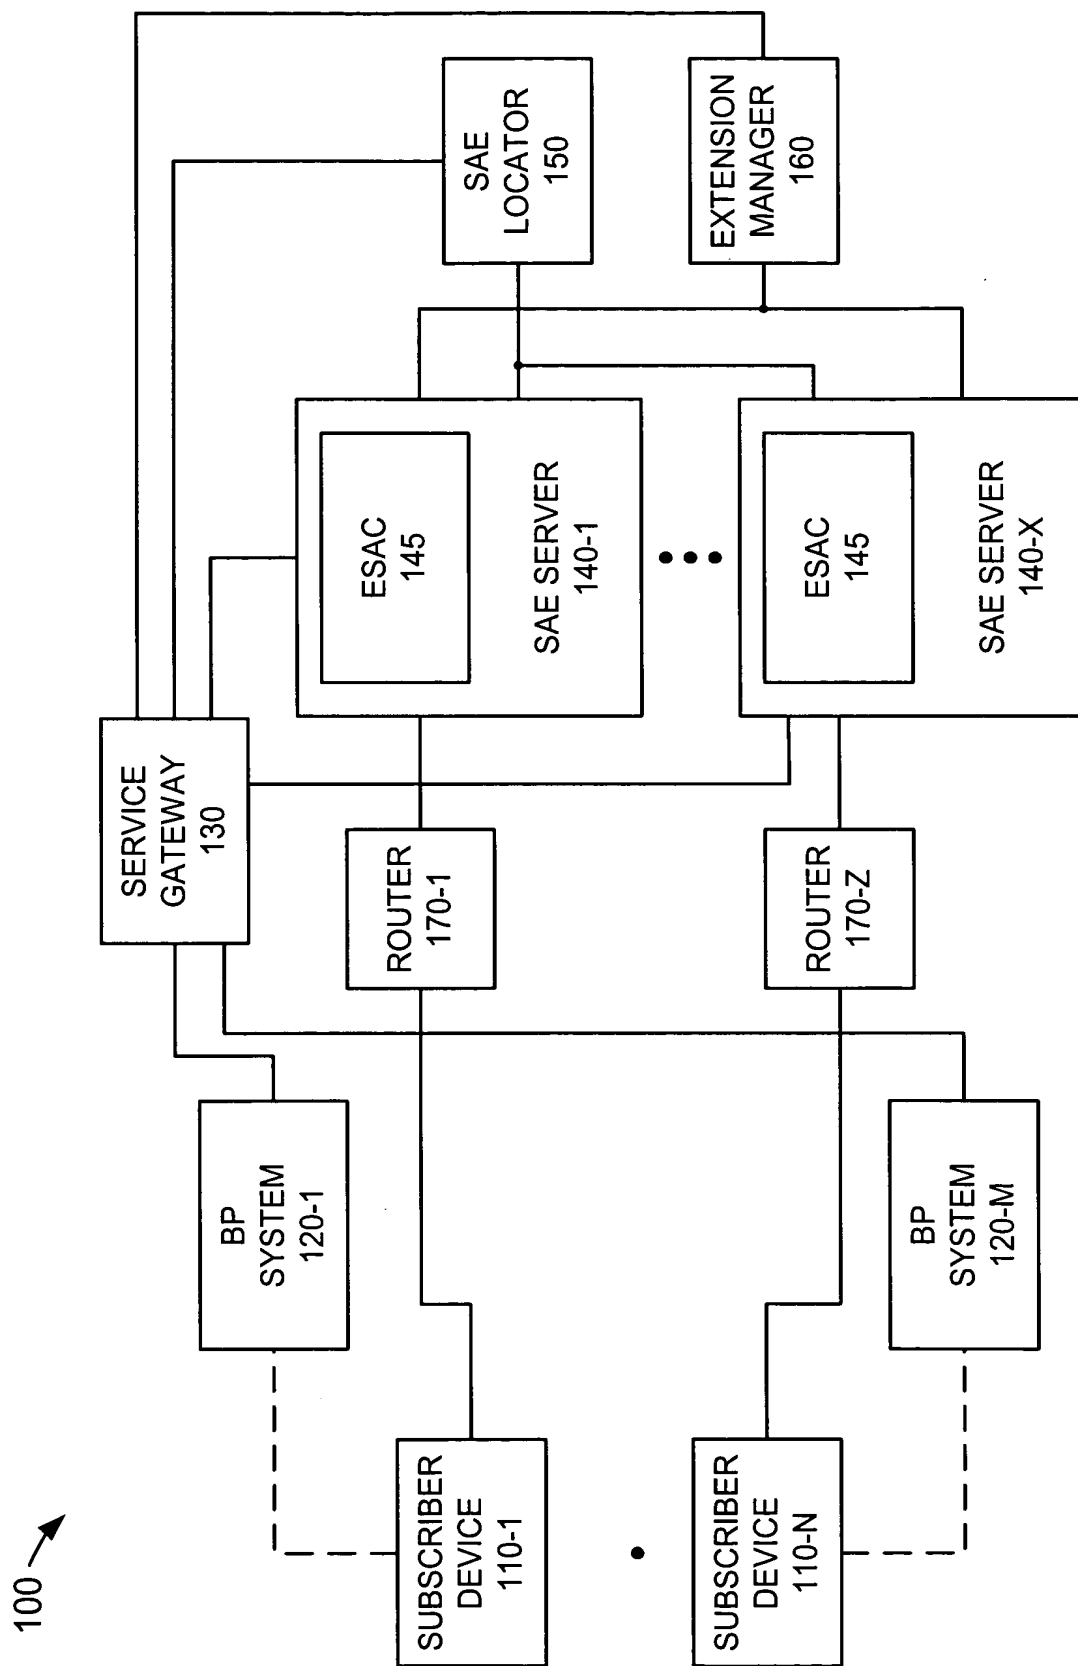 100
SUBSCRIBER
DEVICE
110-1
SUBSCRIBER
DEVICE
110-N
BP
SYSTEM
120-1
BP
SYSTEM
120-M
SERVICE
GATEWAY
130
ROUTER
170-1
ROUTER
170-Z
ESAC
145
SAE SERVER
140-1
ESAC
145
SAE SERVER
140-X
SAE
LOCATOR
150
EXTENSION
MANAGER
160